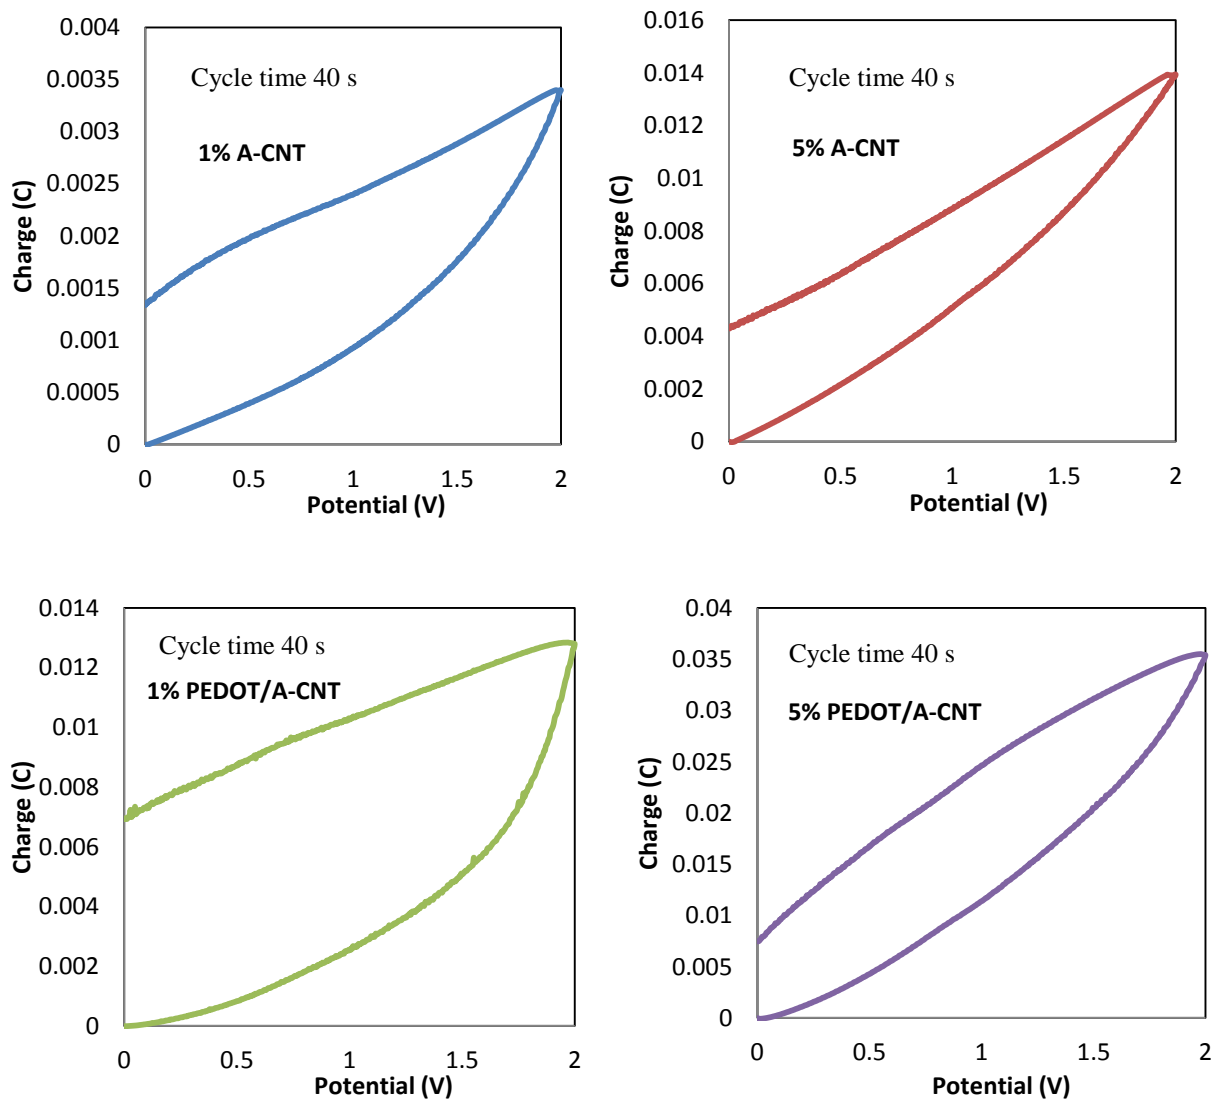 0.004
0.0035
0.003
0.0025
0.002
0.0015
0.001
0.0005
0
Charge (C)
Cycle time 40 s
1% A-CNT
0 0.5 1 1.5 2
Potential (V)
0.016
0.014
0.012
0.01
0.008
0.006
0.004
0.002
0
Charge (C)
Cycle time 40 s
5% A-CNT
0 0.5 1 1.5 2
Potential (V)
0.014
0.012
0.01
0.008
0.006
0.004
0.002
0
Charge (C)
Cycle time 40 s
1% PEDOT/A-CNT
0 0.5 1 1.5 2
Potential (V)
0.04
0.035
0.03
0.025
0.02
0.015
0.01
0.005
0
Charge (C)
Cycle time 40 s
5% PEDOT/A-CNT
0 0.5 1 1.5 2
Potential (V)